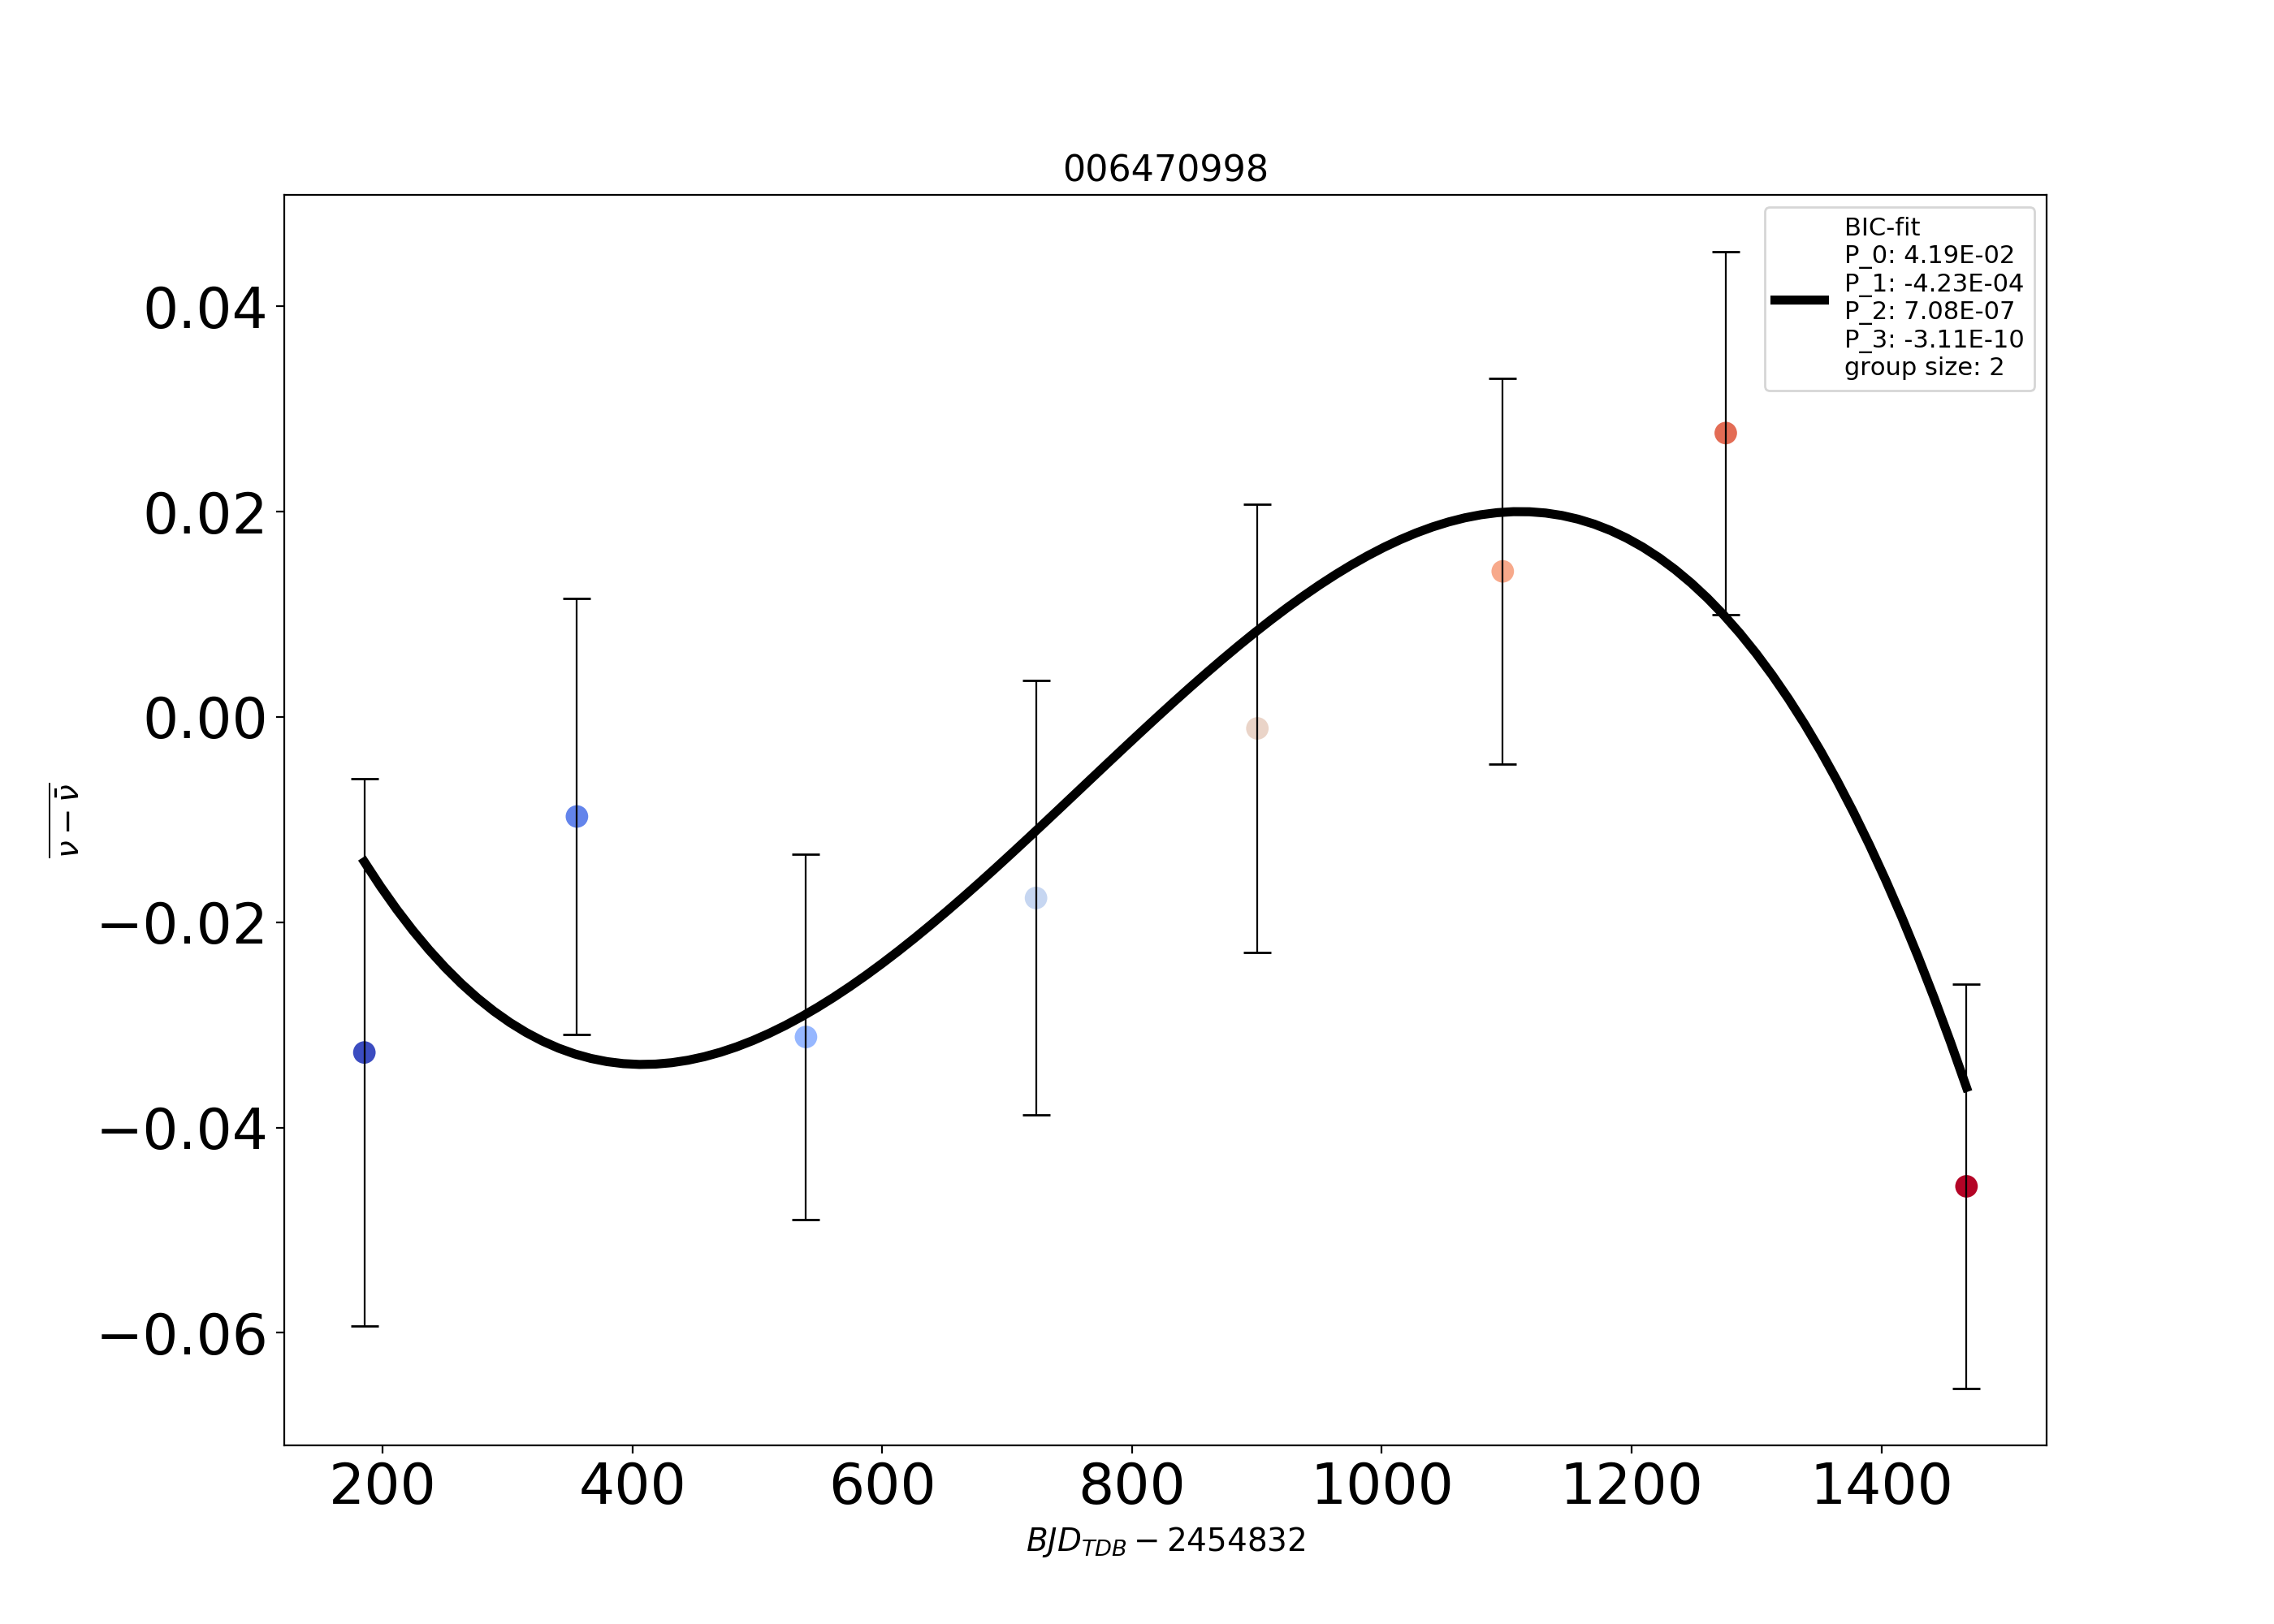 006470998
BIC-fit
P_0: 4.19E-02
P_1: -4.23E-04
P_2: 7.08E-07
P_3: -3.11E-10
group size: 2
0.04
0.02
0.00
−0.02
−0.04
−0.06
ν − ν̄
200 400 600 800 1000 1200 1400
BJD_TDB − 2454832